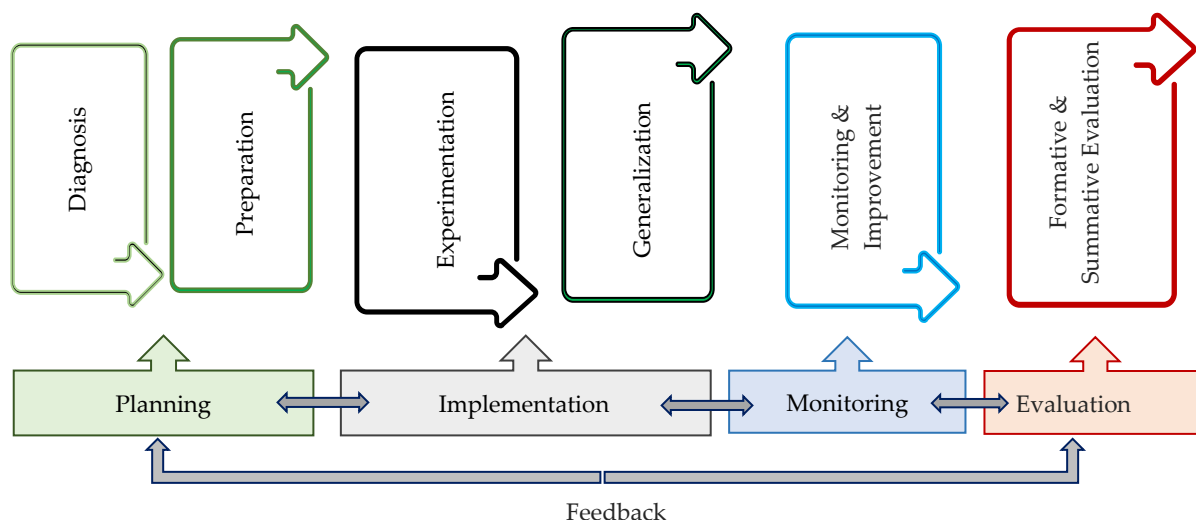 Diagnosis
Preparation
Experimentation
Generalization
Monitoring &
Improvement
Formative &
Summative Evaluation
Planning
Implementation
Monitoring
Evaluation
Feedback